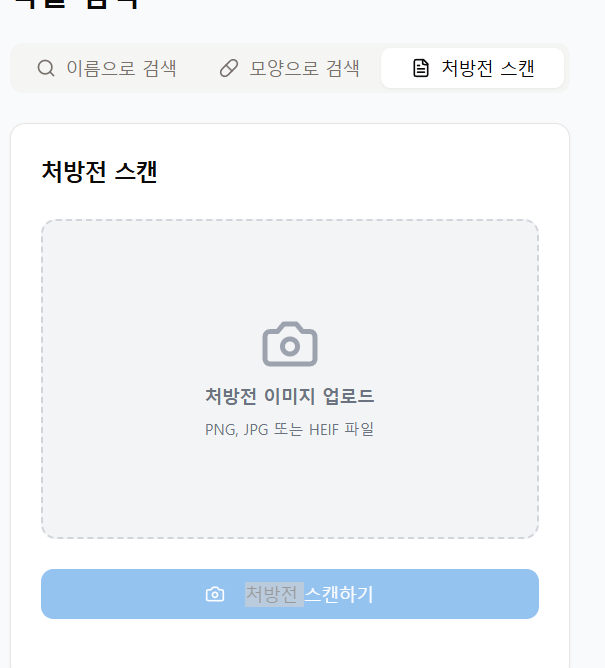 이름으로 검색 모양으로 검색 처방전 스캔
처방전 스캔
처방전 이미지 업로드
PNG, JPG 또는 HEIF 파일
처방전 스캔하기